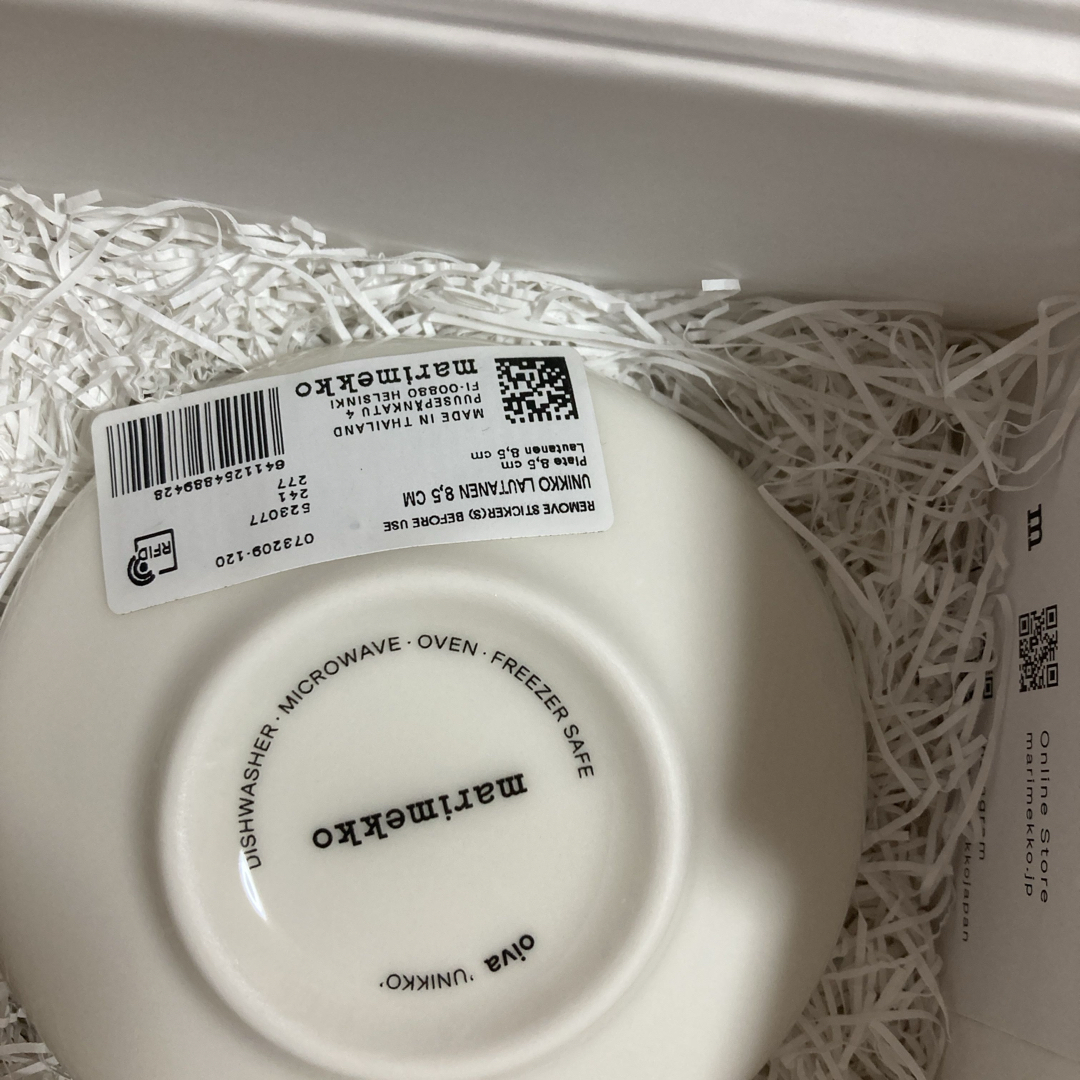 REMOVE STICKER(S) BEFORE USE
UNIKKO LAUTANEN 8,5 CM
Plate 8,5 cm
Lautanen 8,5 cm
MADE IN THAILAND
PUUSEPÄNKATU 4
FI-00880 HELSINKI
marimekko
073209-120
523077
241
277
6411254889428
RFID
DISHWASHER · MICROWAVE · OVEN · FREEZER SAFE
marimekko
oiva 'UNIKKO'
m
Online Store
marimekko.jp